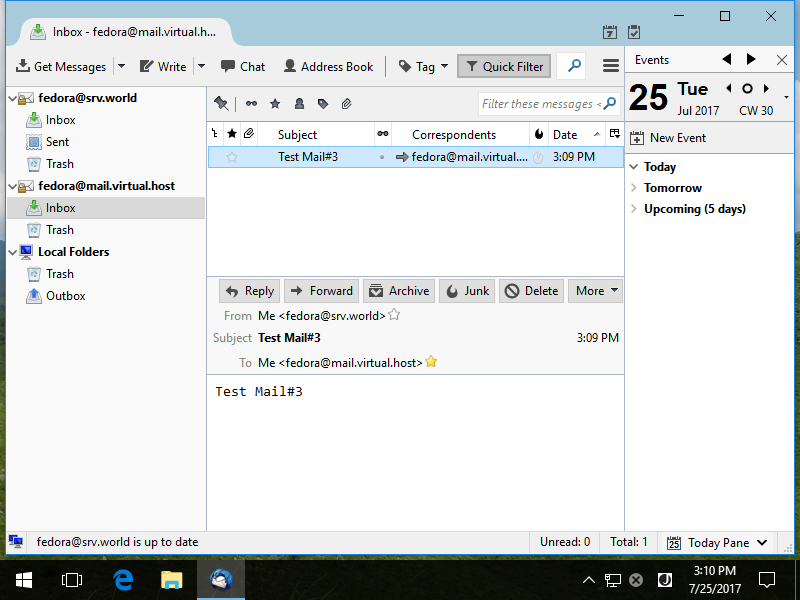 Inbox - fedora@mail.virtual.h...
7
Get Messages Write Chat Address Book Tag Quick Filter
Filter these messages <
fedora@srv.world
Inbox
Sent
Trash
fedora@mail.virtual.host
Inbox
Trash
Local Folders
Trash
Outbox
Subject Correspondents Date
Test Mail#3 fedora@mail.virtual.... 3:09 PM
Reply Forward Archive Junk Delete More
From Me <fedora@srv.world>
Subject Test Mail#3 3:09 PM
To Me <fedora@mail.virtual.host>
Test Mail#3
Events
25 Tue
Jul 2017 CW 30
New Event
Today
Tomorrow
Upcoming (5 days)
fedora@srv.world is up to date Unread: 0 Total: 1 25 Today Pane
3:10 PM
7/25/2017